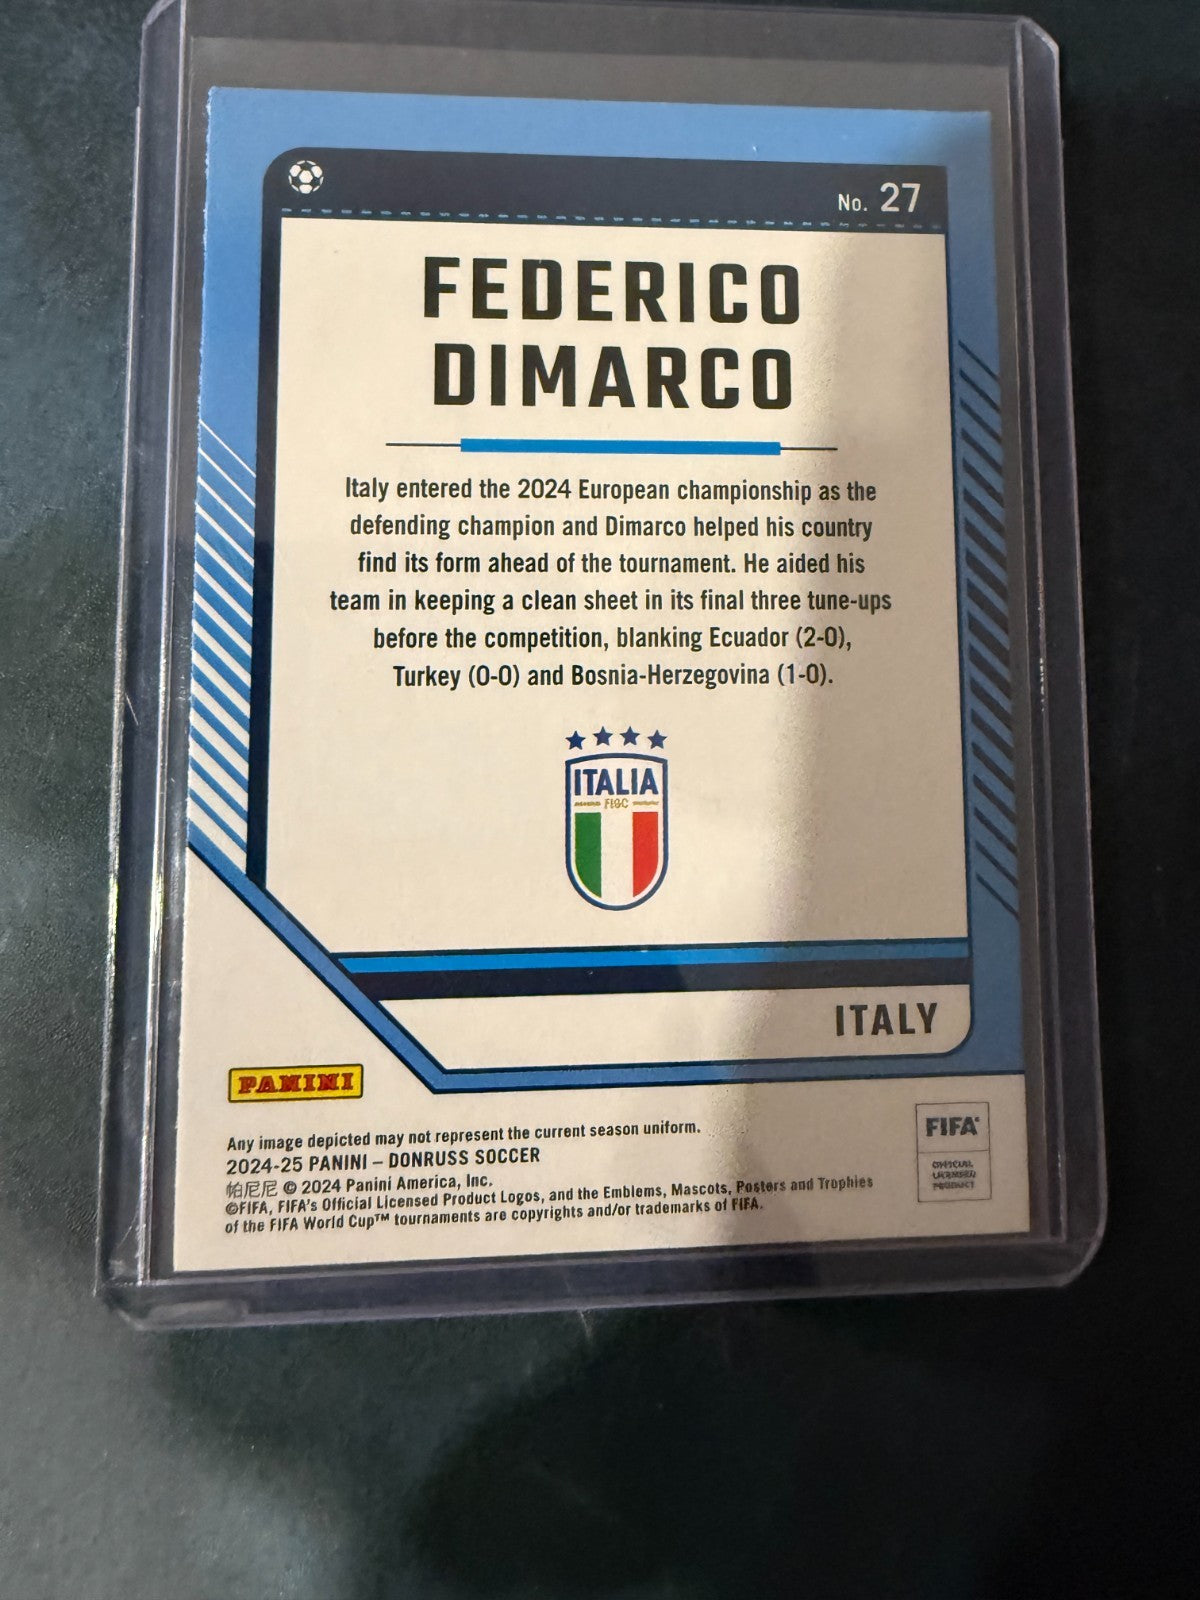 No. 27
FEDERICO
DIMARCO
Italy entered the 2024 European championship as the
defending champion and Dimarco helped his country
find its form ahead of the tournament. He aided his
team in keeping a clean sheet in its final three tune-ups
before the competition, blanking Ecuador (2-0),
Turkey (0-0) and Bosnia-Herzegovina (1-0).
ITALIA
FIGC
ITALY
PANINI
Any image depicted may not represent the current season uniform.
2024-25 PANINI – DONRUSS SOCCER
帕尼尼 © 2024 Panini America, Inc.
©FIFA, FIFA's Official Licensed Product Logos, and the Emblems, Mascots, Posters and Trophies
of the FIFA World Cup™ tournaments are copyrights and/or trademarks of FIFA.
FIFA
OFFICIAL
LICENSED
PRODUCT